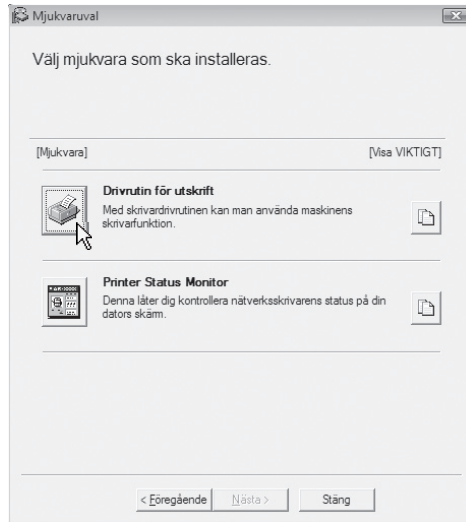 Mjukvaruval
Välj mjukvara som ska installeras.
[Mjukvara] [Visa VIKTIGT]
Drivrutin för utskrift
Med skrivardrivrutinen kan man använda maskinens
skrivarfunktion.
Printer Status Monitor
Denna låter dig kontrollera nätverksskrivarens status på din
dators skärm.
< Föregående Nästa > Stäng